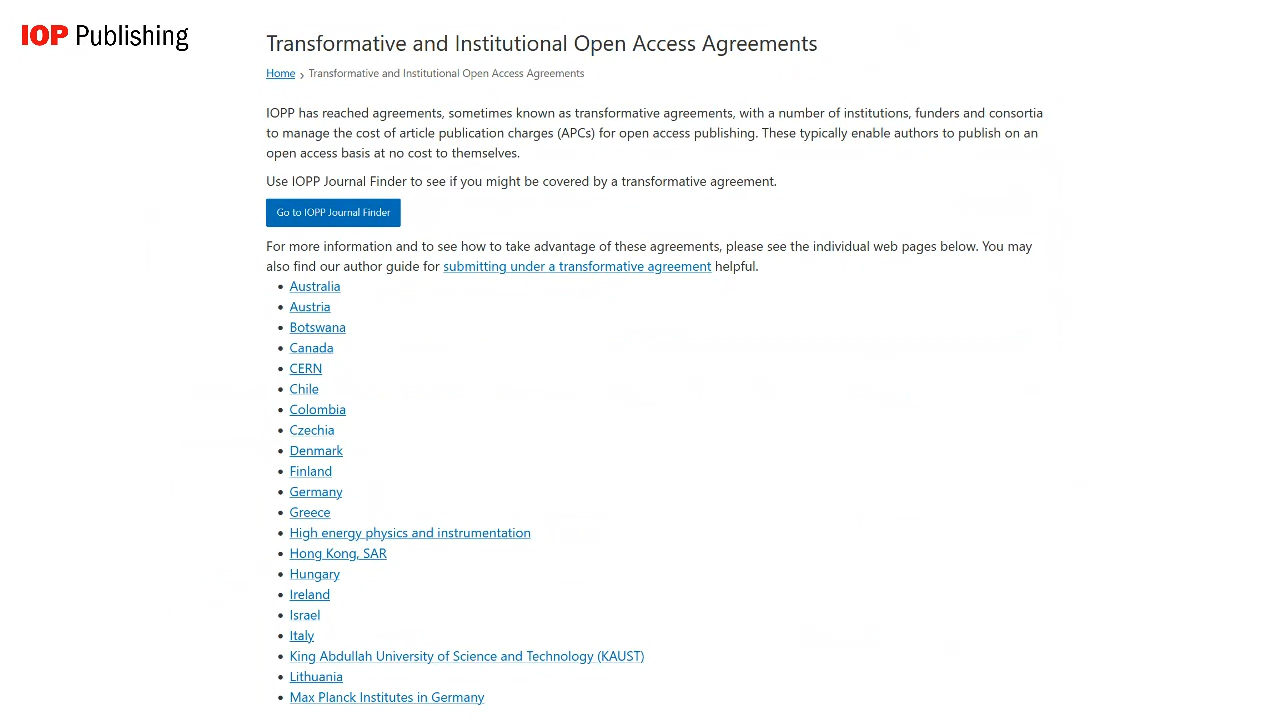 IOP Publishing
Transformative and Institutional Open Access Agreements
Home › Transformative and Institutional Open Access Agreements
IOPP has reached agreements, sometimes known as transformative agreements, with a number of institutions, funders and consortia
to manage the cost of article publication charges (APCs) for open access publishing. These typically enable authors to publish on an
open access basis at no cost to themselves.
Use IOPP Journal Finder to see if you might be covered by a transformative agreement.
Go to IOPP Journal Finder
For more information and to see how to take advantage of these agreements, please see the individual web pages below. You may
also find our author guide for submitting under a transformative agreement helpful.
• Australia
• Austria
• Botswana
• Canada
• CERN
• Chile
• Colombia
• Czechia
• Denmark
• Finland
• Germany
• Greece
• High energy physics and instrumentation
• Hong Kong, SAR
• Hungary
• Ireland
• Israel
• Italy
• King Abdullah University of Science and Technology (KAUST)
• Lithuania
• Max Planck Institutes in Germany